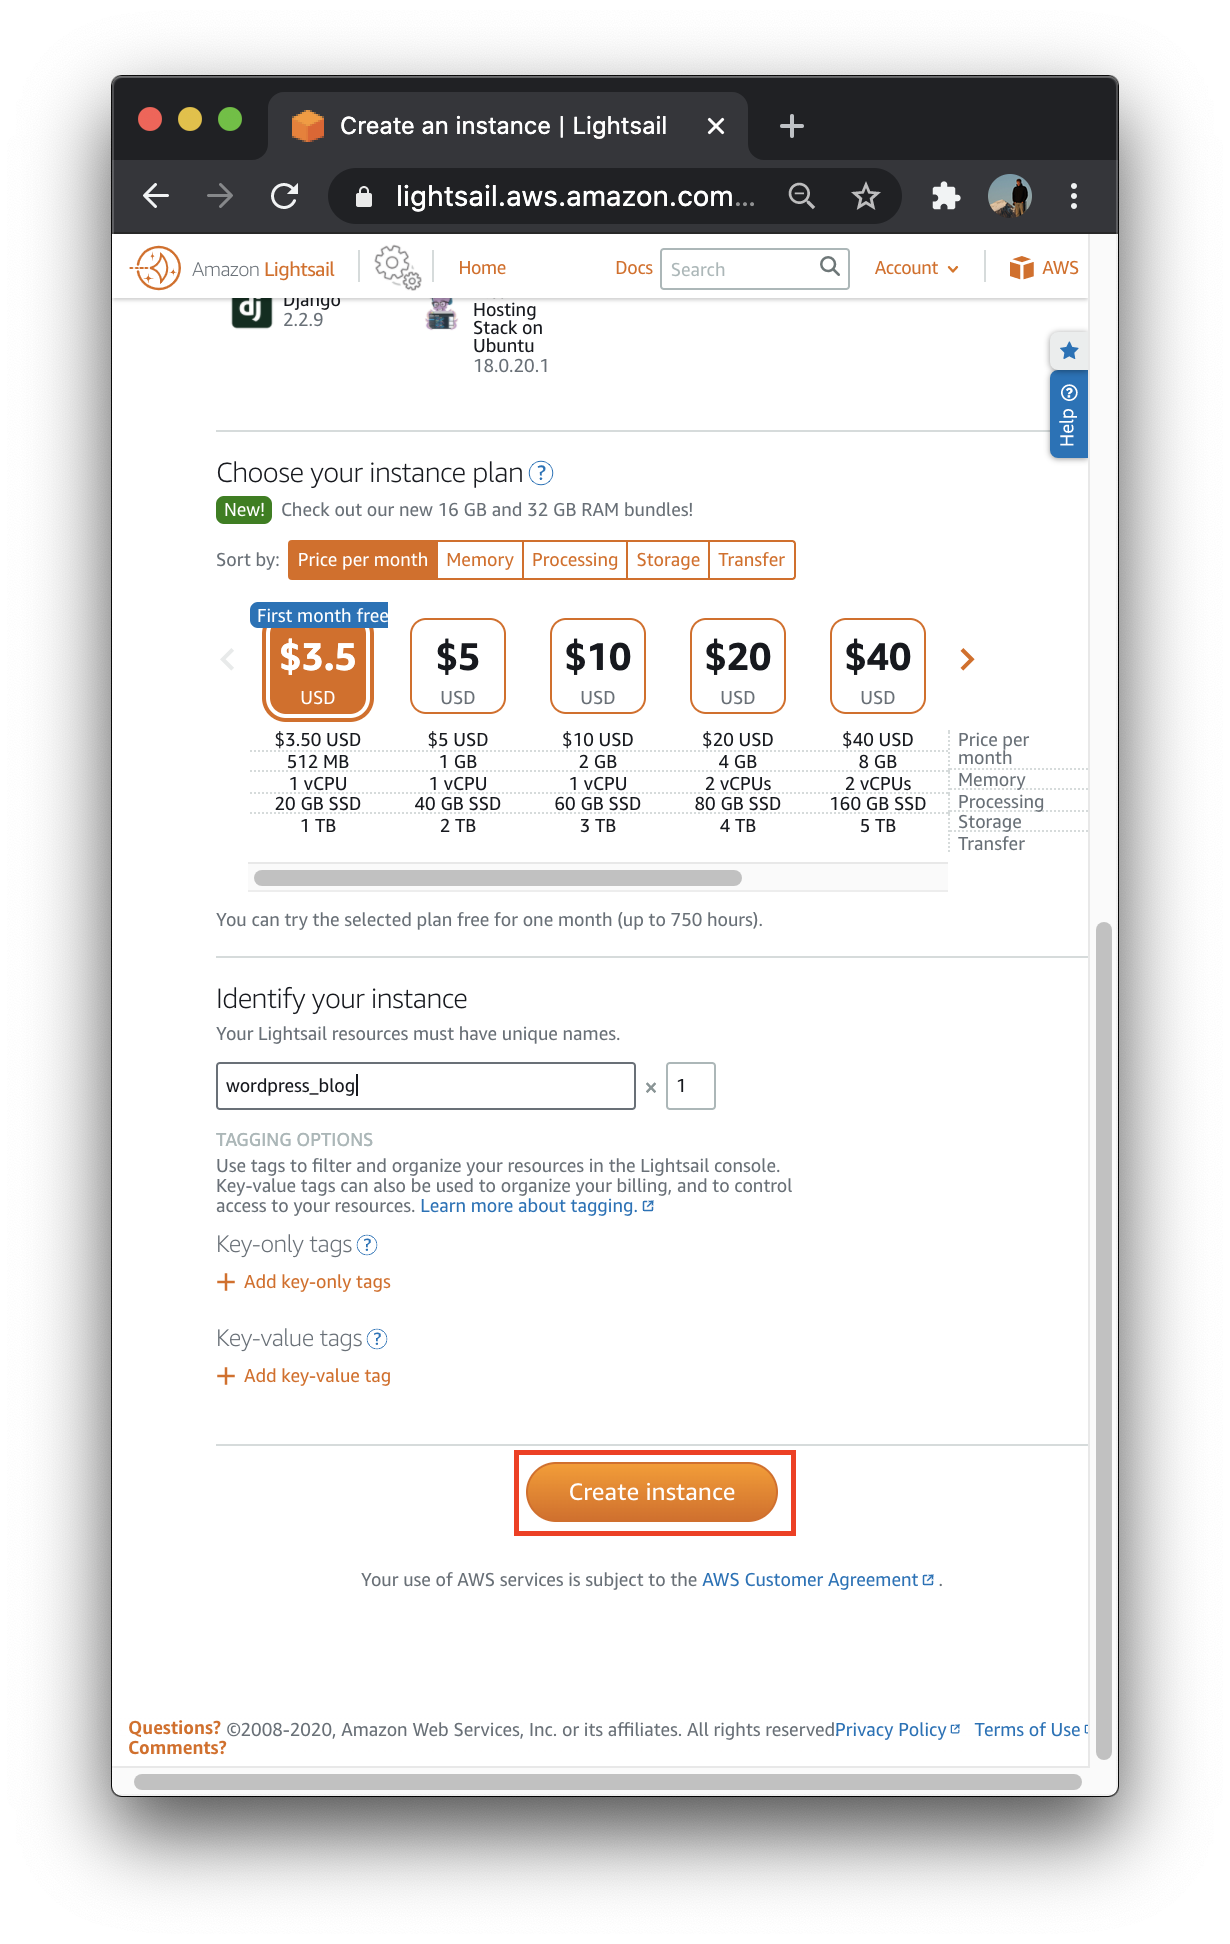 Create an instance | Lightsail
lightsail.aws.amazon.com...
Amazon Lightsail
Home
Docs
Search
Account
AWS
dj
Django
2.2.9
Hosting
Stack on
Ubuntu
18.0.20.1
Help
Choose your instance plan ?
New! Check out our new 16 GB and 32 GB RAM bundles!
Sort by: Price per month Memory Processing Storage Transfer
First month free
$3.5 $5 $10 $20 $40
USD USD USD USD USD
$3.50 USD $5 USD $10 USD $20 USD $40 USD Price per month
512 MB 1 GB 2 GB 4 GB 8 GB Memory
1 vCPU 1 vCPU 1 vCPU 2 vCPUs 2 vCPUs Processing
20 GB SSD 40 GB SSD 60 GB SSD 80 GB SSD 160 GB SSD Storage
1 TB 2 TB 3 TB 4 TB 5 TB Transfer
You can try the selected plan free for one month (up to 750 hours).
Identify your instance
Your Lightsail resources must have unique names.
wordpress_blog × 1
TAGGING OPTIONS
Use tags to filter and organize your resources in the Lightsail console.
Key-value tags can also be used to organize your billing, and to control
access to your resources. Learn more about tagging.
Key-only tags ?
+ Add key-only tags
Key-value tags ?
+ Add key-value tag
Create instance
Your use of AWS services is subject to the AWS Customer Agreement .
Questions? ©2008-2020, Amazon Web Services, Inc. or its affiliates. All rights reserved Privacy Policy Terms of Use
Comments?